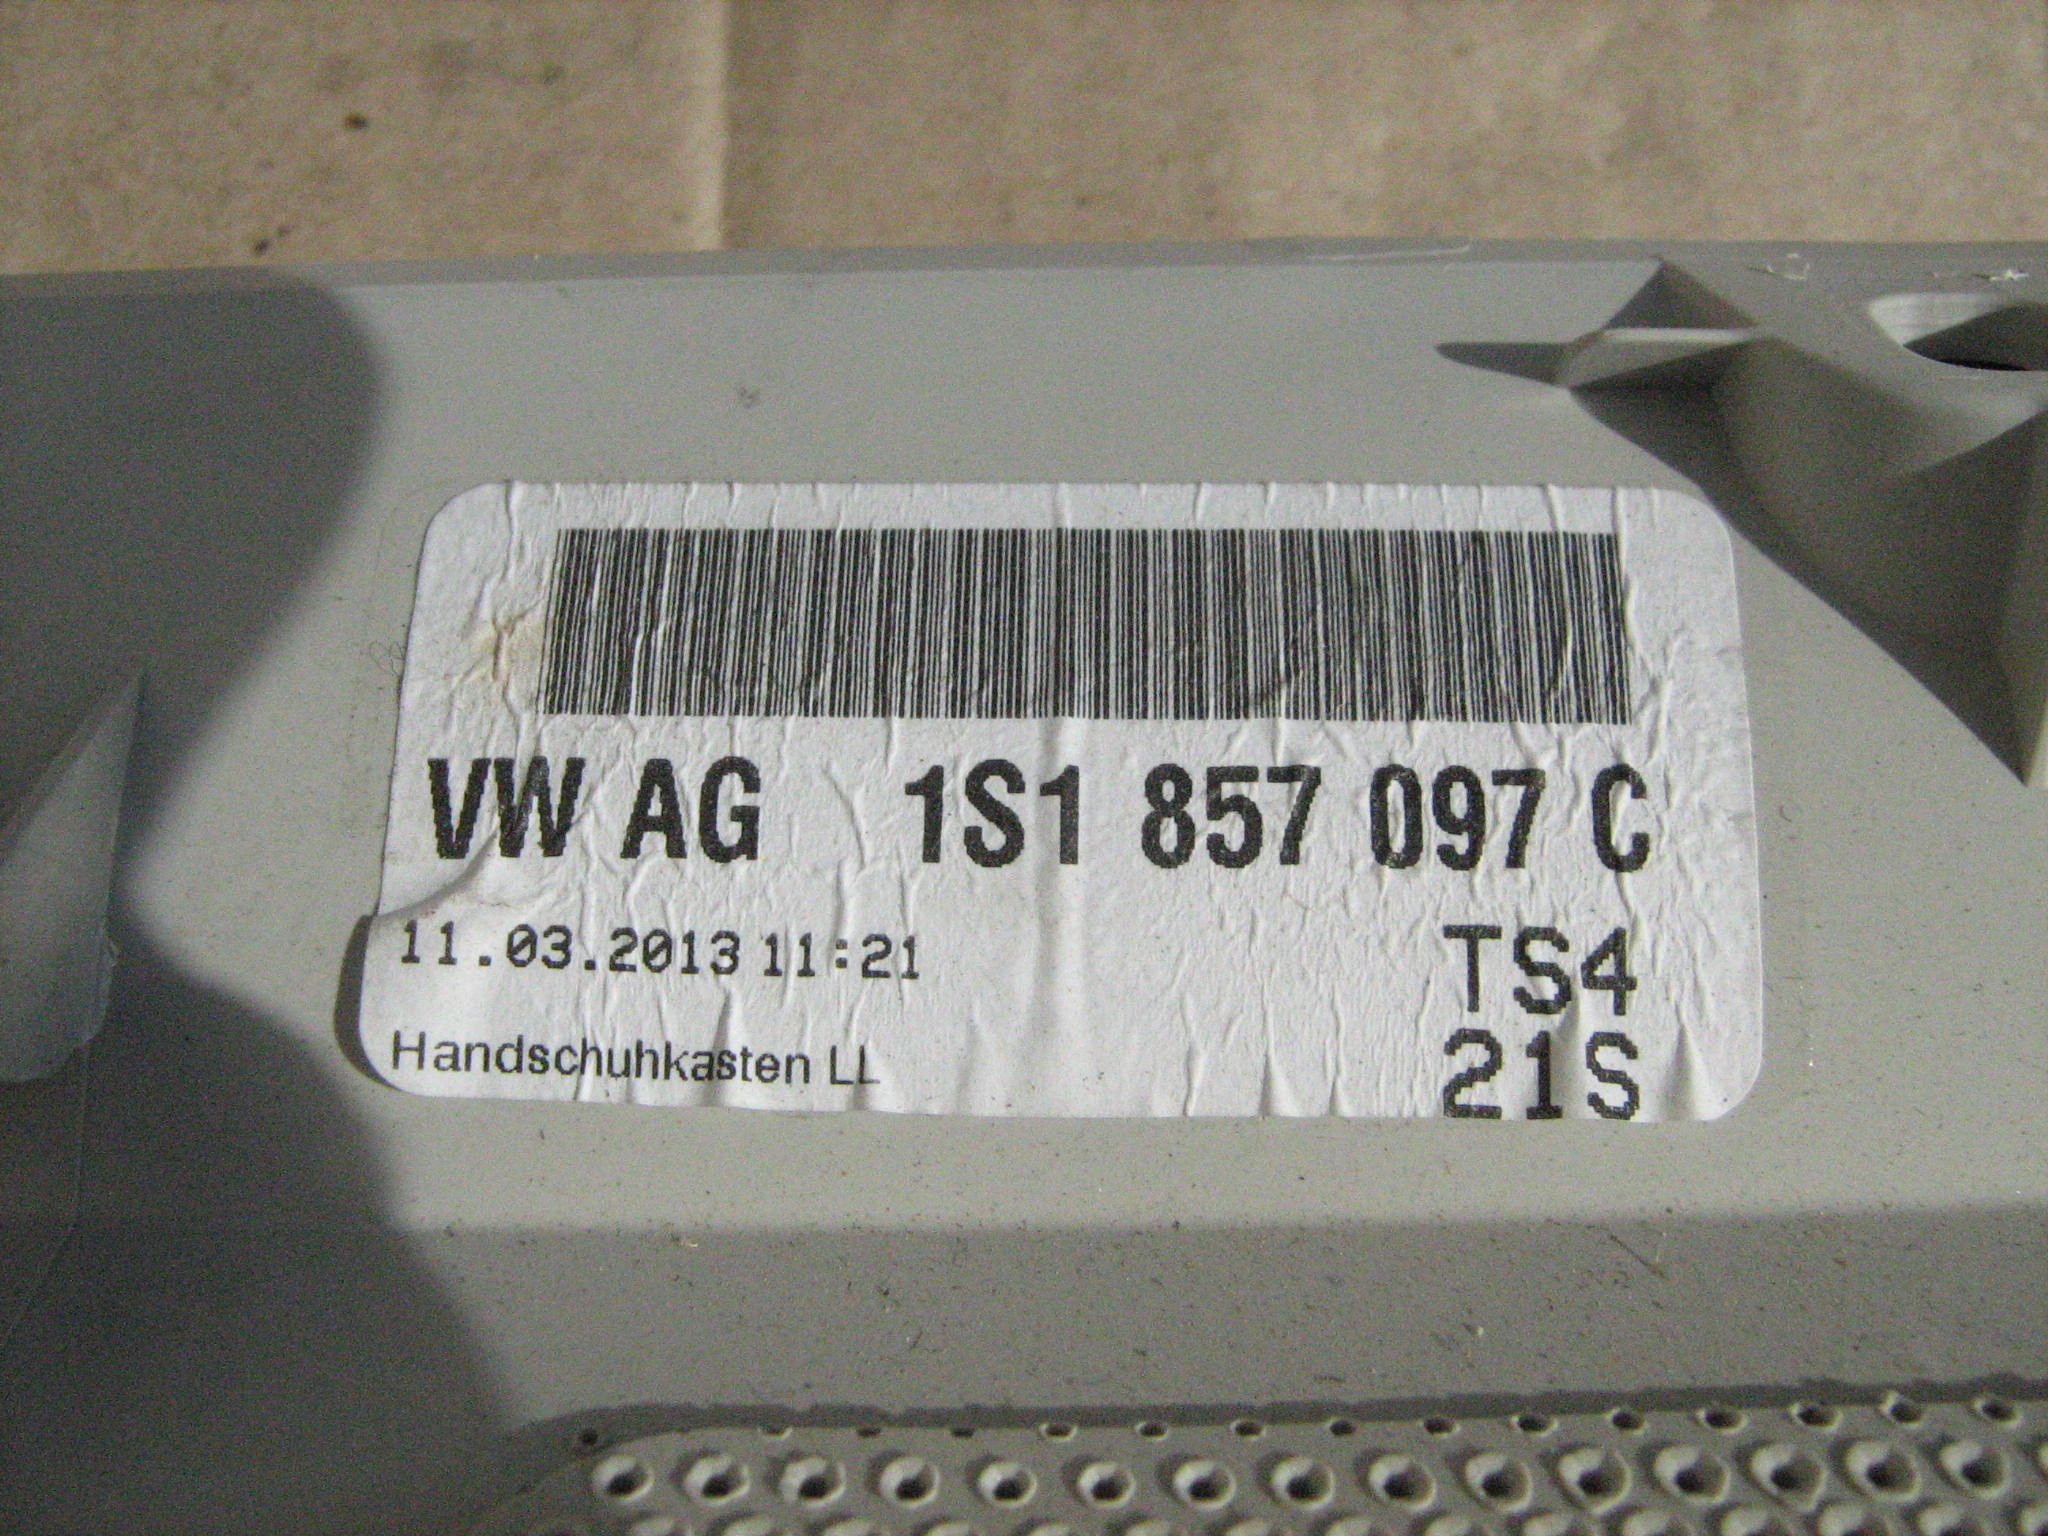 VW AG 1S1 857 097 C
11.03.2013 11:21
TS4
Handschuhkasten LL
21S